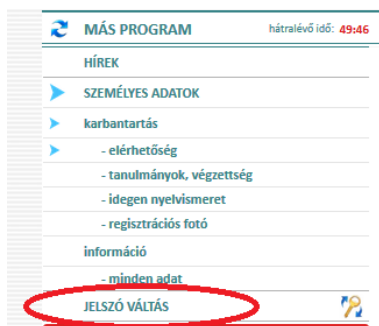 MÁS PROGRAM hátralévő idő: 49:46
HÍREK
SZEMÉLYES ADATOK
karbantartás
- elérhetőség
- tanulmányok, végzettség
- idegen nyelvismeret
- regisztrációs fotó
információ
- minden adat
JELSZÓ VÁLTÁS